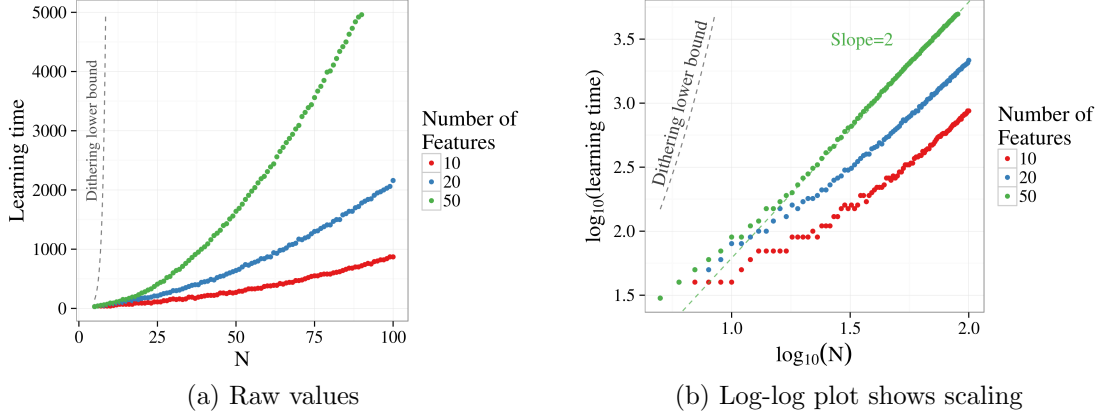 5000
4000
3000
2000
1000
0
Learning time
Dithering lower bound
0
25
50
75
100
N
Number of
Features
10
20
50
(a) Raw values
3.5
3.0
2.5
2.0
1.5
log10(learning time)
Dithering lower bound
Slope=2
1.0
1.5
2.0
log10(N)
Number of
Features
10
20
50
(b) Log-log plot shows scaling